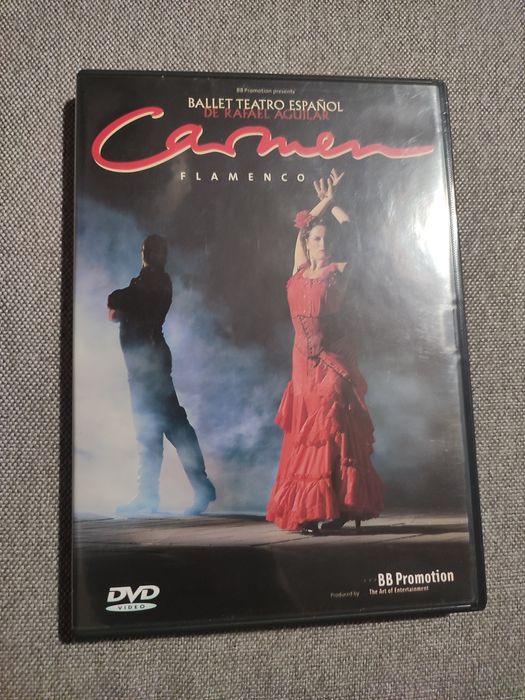 BB Promotion presents
BALLET TEATRO ESPAÑOL
DE RAFAEL AGUILAR
Carmen
FLAMENCO
DVD
VIDEO
Produced by
BB Promotion
The Art of Entertainment